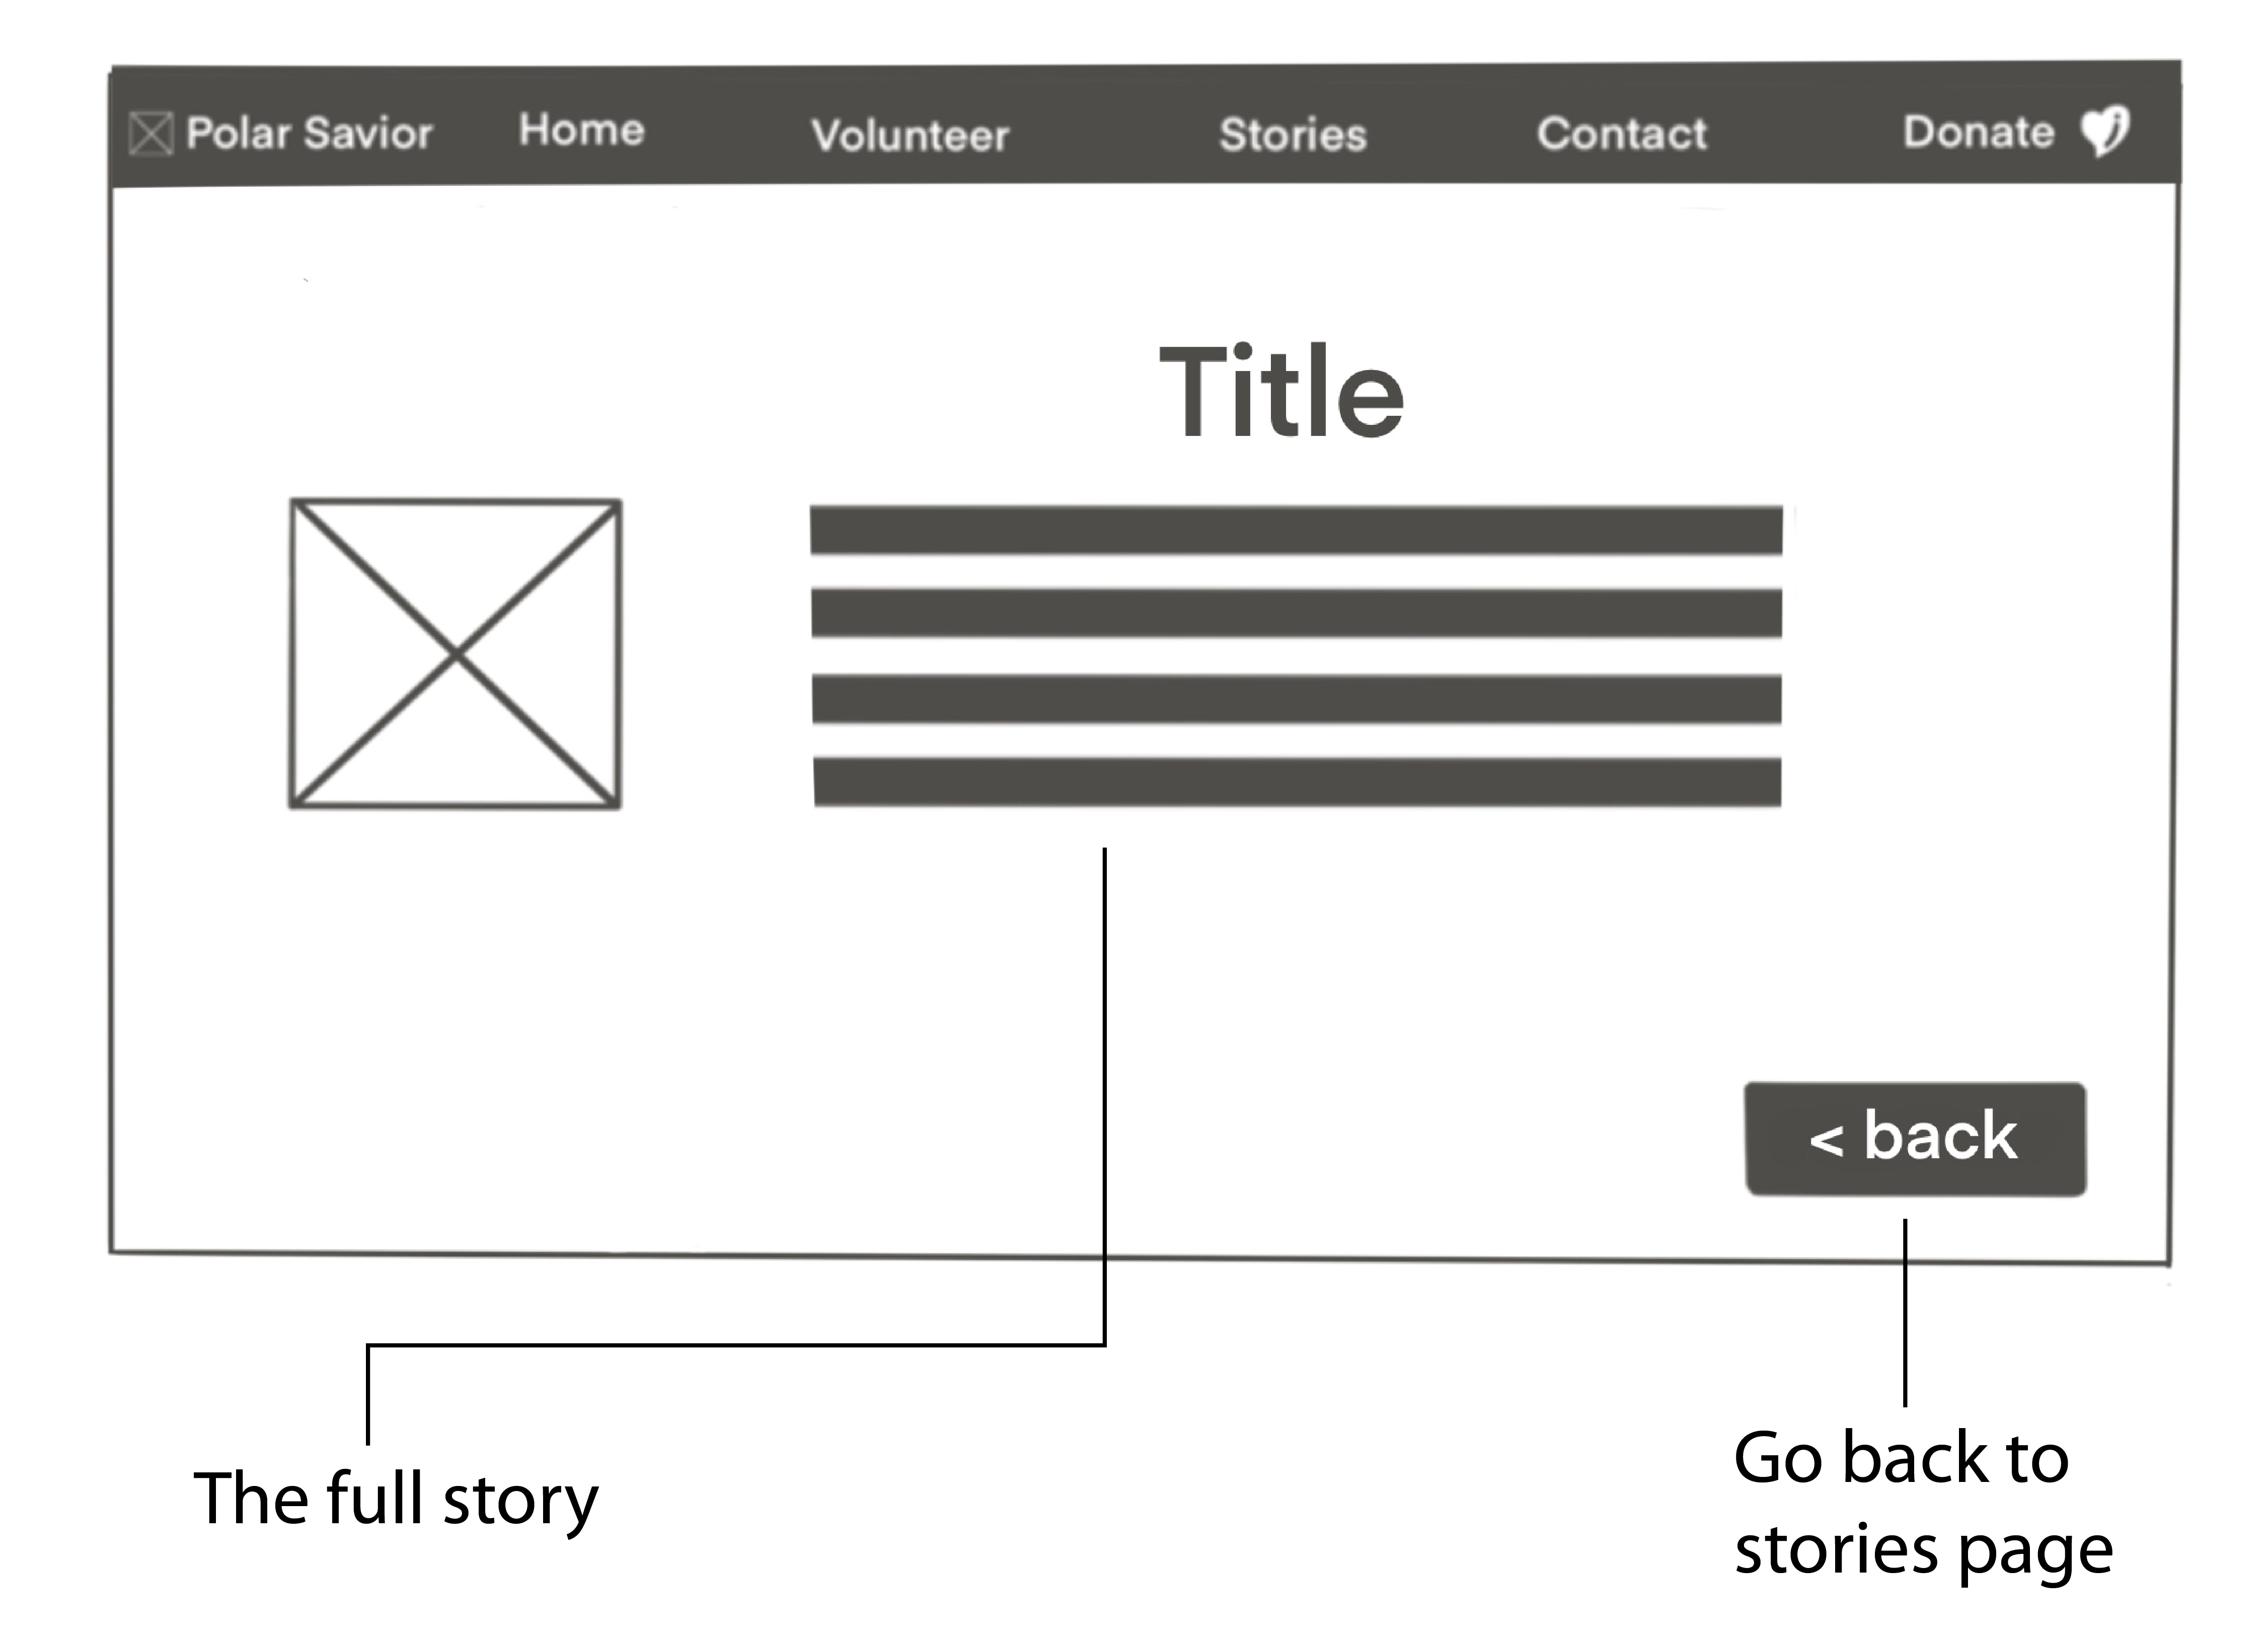 Polar Savior Home Volunteer Stories Contact Donate
Title
< back
The full story
Go back to
stories page